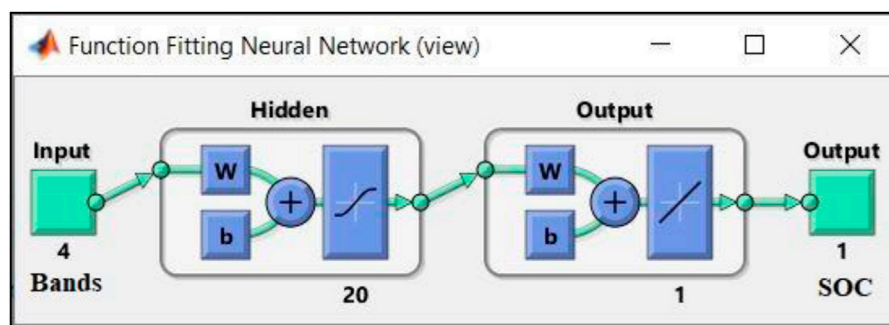 Function Fitting Neural Network (view)
Hidden
Output
Input
Output
W
W
+
+
b
b
4
1
Bands
20
1
SOC